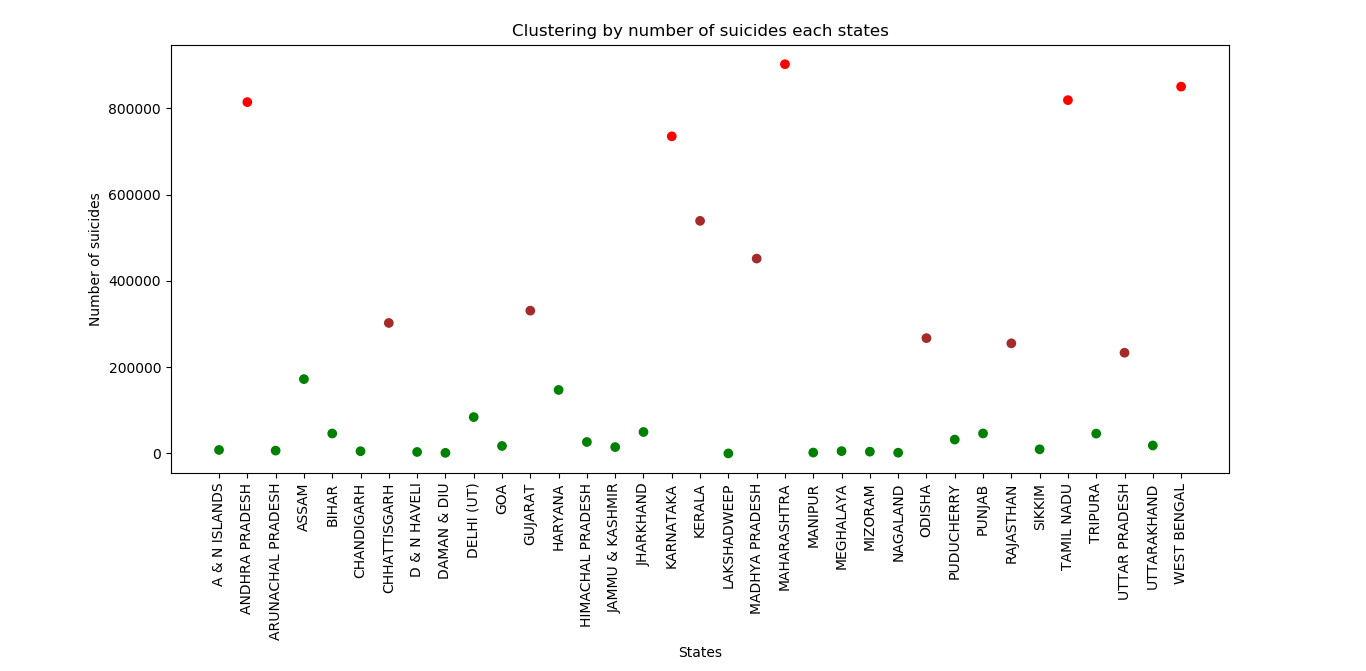 Clustering by number of suicides each states
Number of suicides
800000
600000
400000
200000
0
A & N ISLANDS
ANDHRA PRADESH
ARUNACHAL PRADESH
ASSAM
BIHAR
CHANDIGARH
CHHATTISGARH
D & N HAVELI
DAMAN & DIU
DELHI (UT)
GOA
GUJARAT
HARYANA
HIMACHAL PRADESH
JAMMU & KASHMIR
JHARKHAND
KARNATAKA
KERALA
LAKSHADWEEP
MADHYA PRADESH
MAHARASHTRA
MANIPUR
MEGHALAYA
MIZORAM
NAGALAND
ODISHA
PUDUCHERRY
PUNJAB
RAJASTHAN
SIKKIM
TAMIL NADU
TRIPURA
UTTAR PRADESH
UTTARAKHAND
WEST BENGAL
States